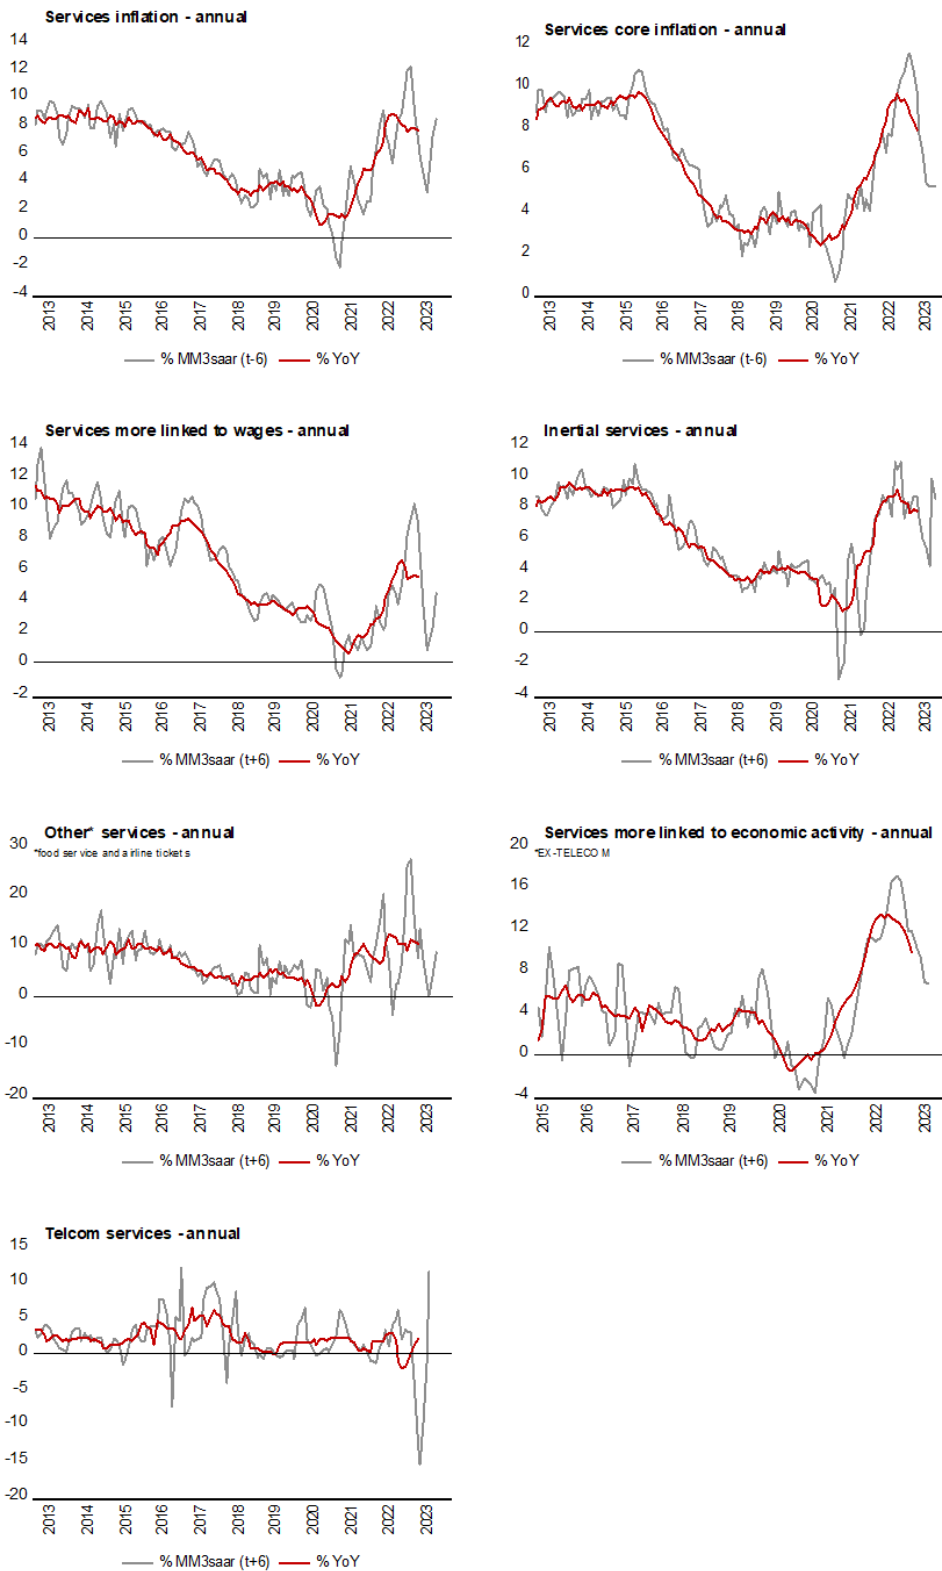 Services inflation - annual
14
12
10
8
6
4
2
0
-2
-4
2013 2014 2015 2016 2017 2018 2019 2020 2021 2022 2023
% MM3saar (t-6) % YoY
Services core inflation - annual
12
10
8
6
4
2
0
2013 2014 2015 2016 2017 2018 2019 2020 2021 2022 2023
% MM3saar (t-6) % YoY
Services more linked to wages - annual
14
12
10
8
6
4
2
0
-2
2013 2014 2015 2016 2017 2018 2019 2020 2021 2022 2023
% MM3saar (t+6) % YoY
Inertial services - annual
12
10
8
6
4
2
0
-2
-4
2013 2014 2015 2016 2017 2018 2019 2020 2021 2022 2023
% MM3saar (t+6) % YoY
Other* services - annual
*food service and airline tickets
30
20
10
0
-10
-20
2013 2014 2015 2016 2017 2018 2019 2020 2021 2022 2023
% MM3saar (t+6) % YoY
Services more linked to economic activity - annual
*EX-TELECOM
20
16
12
8
4
0
-4
2015 2016 2017 2018 2019 2020 2021 2022 2023
% MM3saar (t+6) % YoY
Telcom services - annual
15
10
5
0
-5
-10
-15
-20
2013 2014 2015 2016 2017 2018 2019 2020 2021 2022 2023
% MM3saar (t+6) % YoY